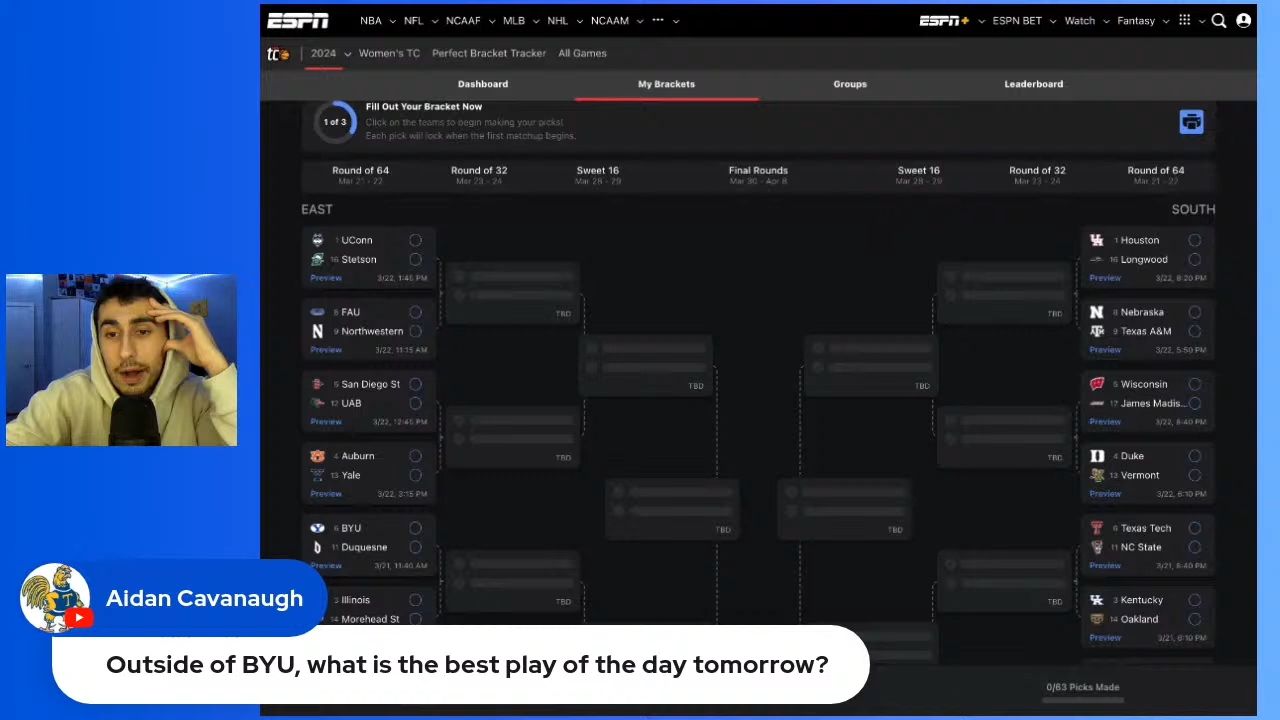 ESPN NBA NFL NCAAF MLB NHL NCAAM ••• ESPN+ ESPN BET Watch Fantasy
tc 2024 Women's TC Perfect Bracket Tracker All Games
Dashboard My Brackets Groups Leaderboard
1 of 3
Fill Out Your Bracket Now
Click on the teams to begin making your picks!
Each pick will lock when the first matchup begins.
Round of 64 Round of 32 Sweet 16 Final Rounds Sweet 16 Round of 32 Round of 64
Mar 21 - 22 Mar 23 - 24 Mar 28 - 29 Mar 30 - Apr 8 Mar 28 - 29 Mar 23 - 24 Mar 21 - 22
EAST SOUTH
1 UConn
16 Stetson
Preview 3/22, 1:45 PM
8 FAU
9 Northwestern
Preview 3/22, 11:15 AM
5 San Diego St
12 UAB
Preview 3/22, 12:45 PM
4 Auburn
13 Yale
Preview 3/22, 3:15 PM
6 BYU
11 Duquesne
Preview 3/21, 11:40 AM
3 Illinois
14 Morehead St
TBD
TBD
TBD
TBD
TBD
TBD
TBD
TBD
TBD
TBD
1 Houston
16 Longwood
Preview 3/22, 8:20 PM
8 Nebraska
9 Texas A&M
Preview 3/22, 5:50 PM
5 Wisconsin
12 James Madis...
Preview 3/22, 8:40 PM
4 Duke
13 Vermont
Preview 3/22, 6:10 PM
6 Texas Tech
11 NC State
Preview 3/21, 8:40 PM
3 Kentucky
14 Oakland
Preview 3/21, 6:10 PM
0/63 Picks Made
Aidan Cavanaugh
Outside of BYU, what is the best play of the day tomorrow?